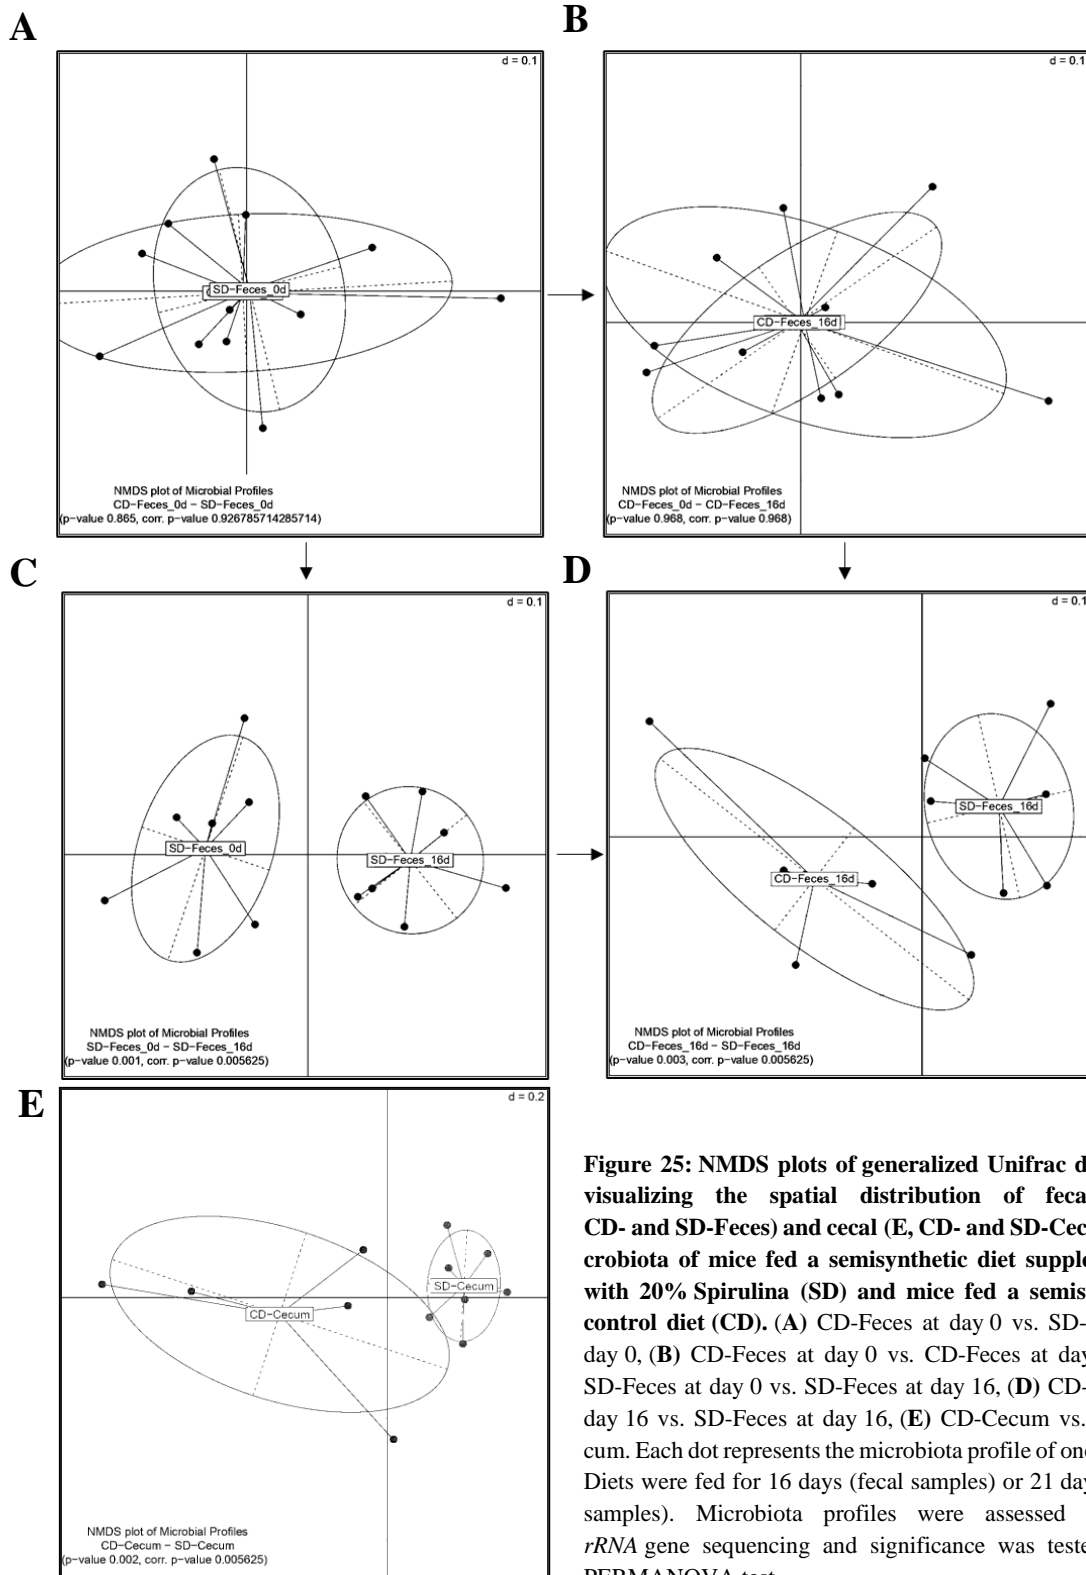 A
B
d = 0.1
d = 0.1
SD-Feces_0d
CD-Feces_16d
NMDS plot of Microbial Profiles
CD-Feces_0d - SD-Feces_0d
(p-value 0.865, corr. p-value 0.926785714285714)
NMDS plot of Microbial Profiles
CD-Feces_0d - CD-Feces_16d
(p-value 0.968, corr. p-value 0.968)
C
D
d = 0.1
d = 0.1
SD-Feces_0d
SD-Feces_16d
SD-Feces_16d
CD-Feces_16d
NMDS plot of Microbial Profiles
SD-Feces_0d - SD-Feces_16d
(p-value 0.001, corr. p-value 0.005625)
NMDS plot of Microbial Profiles
CD-Feces_16d - SD-Feces_16d
(p-value 0.003, corr. p-value 0.005625)
E
d = 0.2
SD-Cecum
CD-Cecum
NMDS plot of Microbial Profiles
CD-Cecum - SD-Cecum
(p-value 0.002, corr. p-value 0.005625)
Figure 25: NMDS plots of generalized Unifrac d
visualizing the spatial distribution of feca
CD- and SD-Feces) and cecal (E, CD- and SD-Cec
crobiota of mice fed a semisynthetic diet supple
with 20% Spirulina (SD) and mice fed a semis
control diet (CD). (A) CD-Feces at day 0 vs. SD-
day 0, (B) CD-Feces at day 0 vs. CD-Feces at day
SD-Feces at day 0 vs. SD-Feces at day 16, (D) CD-
day 16 vs. SD-Feces at day 16, (E) CD-Cecum vs.
cum. Each dot represents the microbiota profile of one
Diets were fed for 16 days (fecal samples) or 21 day
samples). Microbiota profiles were assessed
rRNA gene sequencing and significance was teste
PERMANOVA test